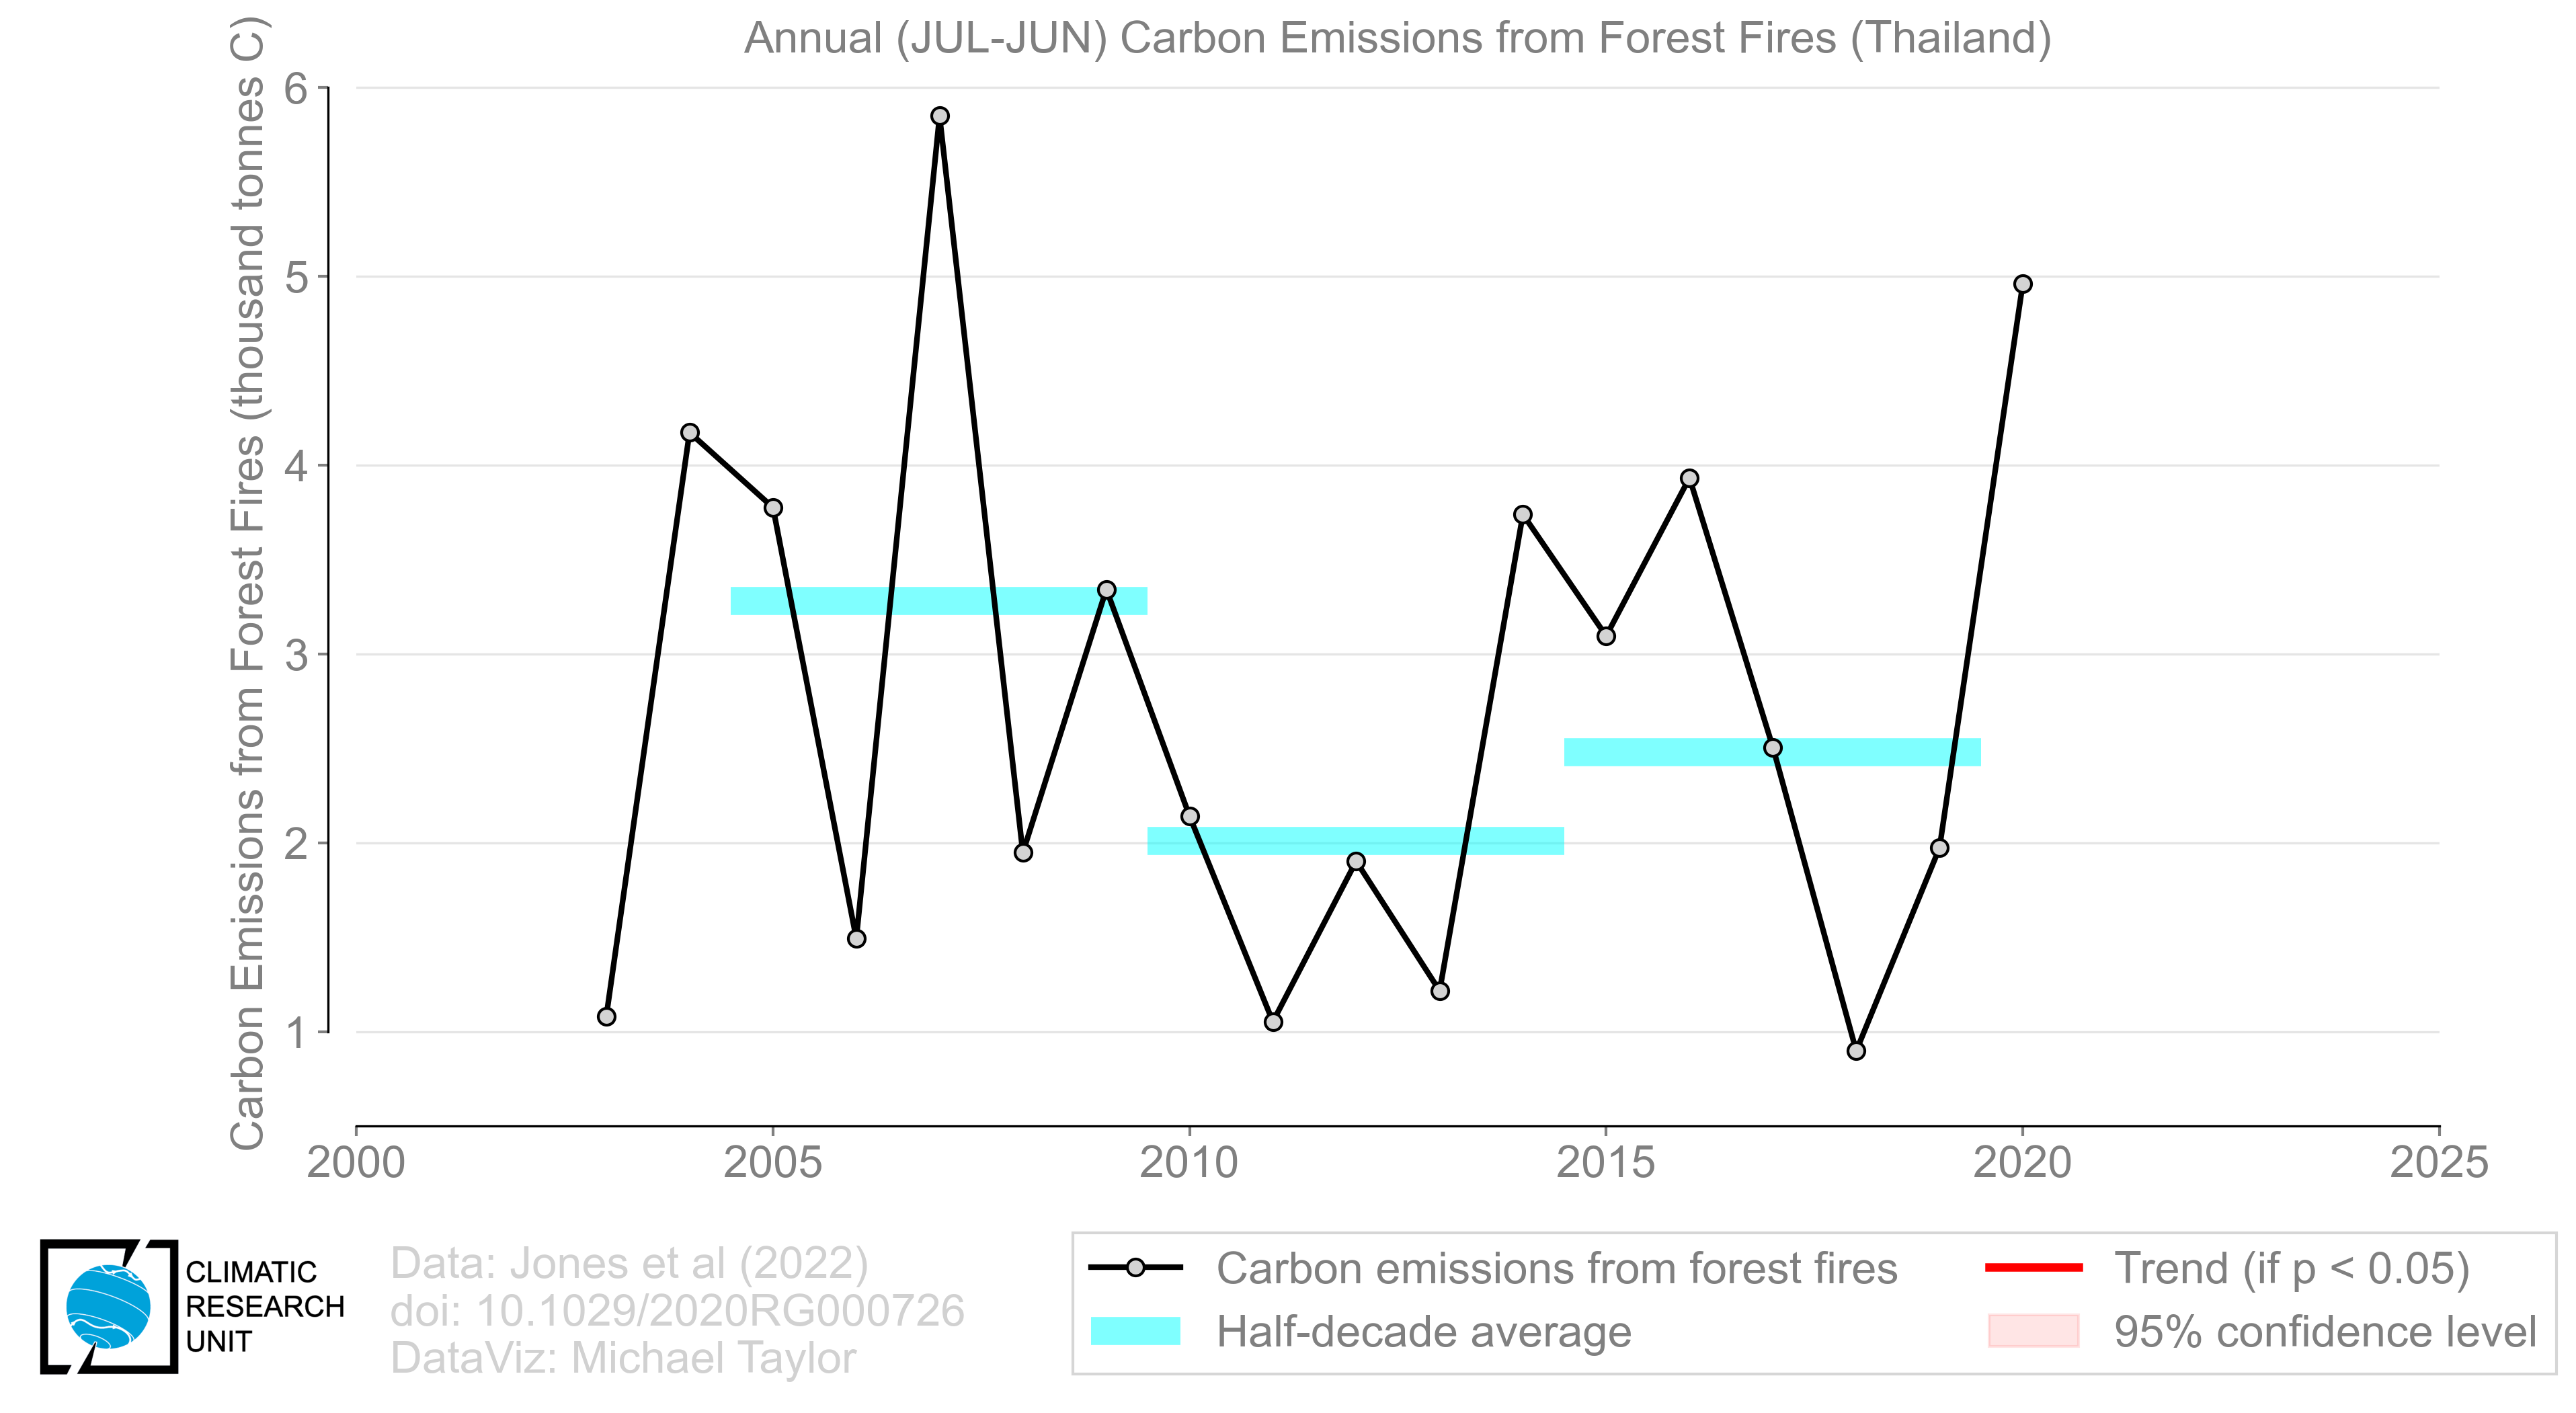 Annual (JUL-JUN) Carbon Emissions from Forest Fires (Thailand)
Carbon Emissions from Forest Fires (thousand tonnes C)
6
5
4
3
2
1
2000 2005 2010 2015 2020 2025
CLIMATIC
RESEARCH
UNIT
Data: Jones et al (2022)
doi: 10.1029/2020RG000726
DataViz: Michael Taylor
Carbon emissions from forest fires
Half-decade average
Trend (if p < 0.05)
95% confidence level